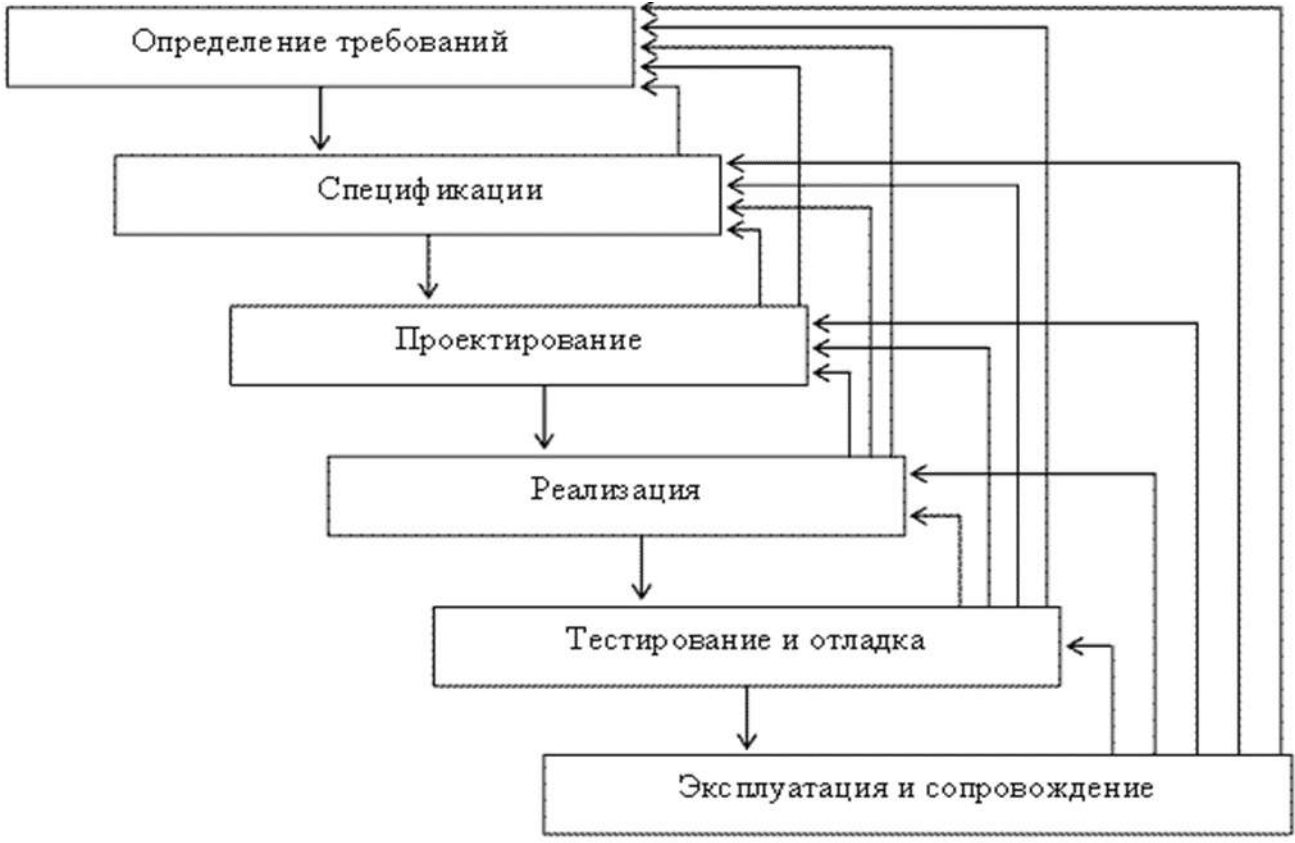 Определение требований
Спецификации
Проектирование
Реализация
Тестирование и отладка
Эксплуатация и сопровождение